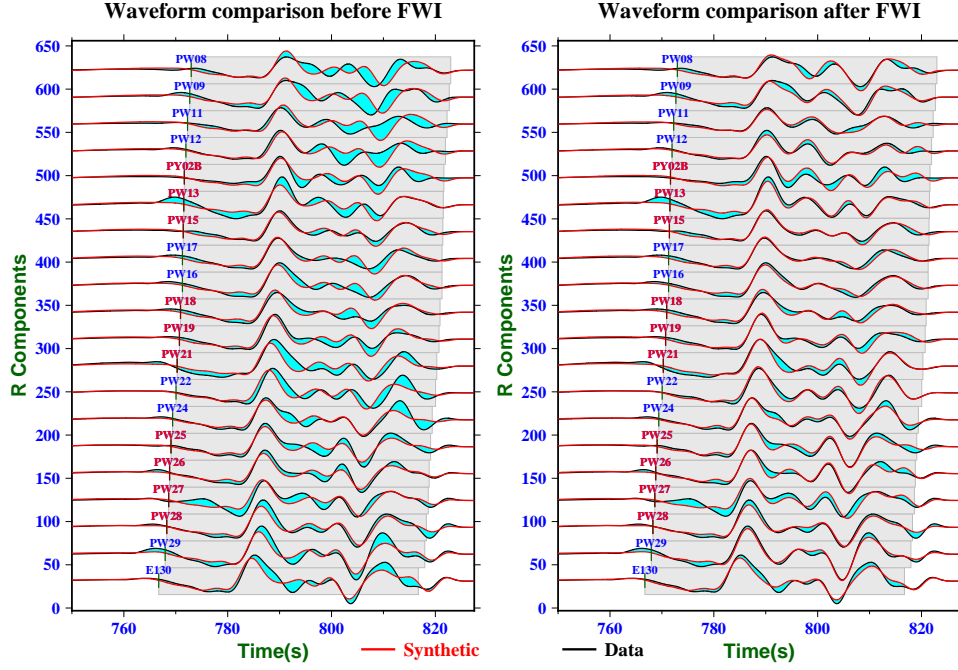 Waveform comparison before FWI
Waveform comparison after FWI
R Components
650
600
550
500
450
400
350
300
250
200
150
100
50
0
PW08
PW09
PW11
PW12
PY02B
PW13
PW15
PW17
PW16
PW18
PW19
PW21
PW22
PW24
PW25
PW26
PW27
PW28
PW29
E130
760
780
800
820
Time(s)
R Components
650
600
550
500
450
400
350
300
250
200
150
100
50
0
PW08
PW09
PW11
PW12
PY02B
PW13
PW15
PW17
PW16
PW18
PW19
PW21
PW22
PW24
PW25
PW26
PW27
PW28
PW29
E130
760
780
800
820
Time(s)
Synthetic
Data